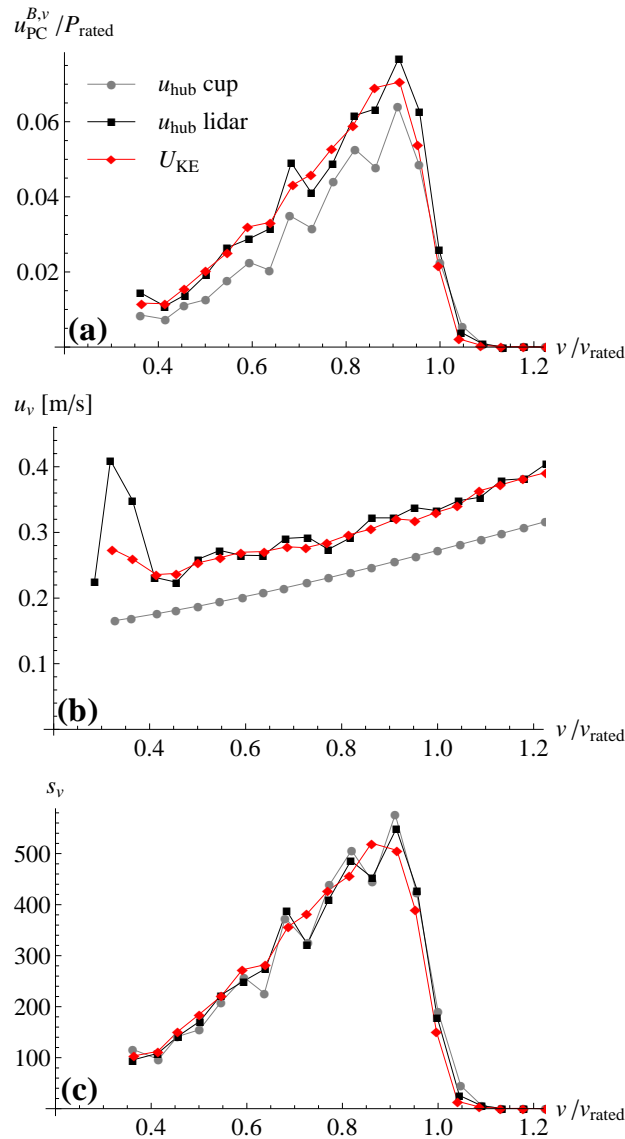 u_PC^{B,v} /P_rated
u_hub cup
u_hub lidar
U_KE
0.06
0.04
0.02
(a)
0.4 0.6 0.8 1.0 1.2
v/v_rated
u_v [m/s]
0.4
0.3
0.2
0.1
(b)
0.4 0.6 0.8 1.0 1.2
v/v_rated
s_v
500
400
300
200
100
(c)
0.4 0.6 0.8 1.0 1.2
v/v_rated